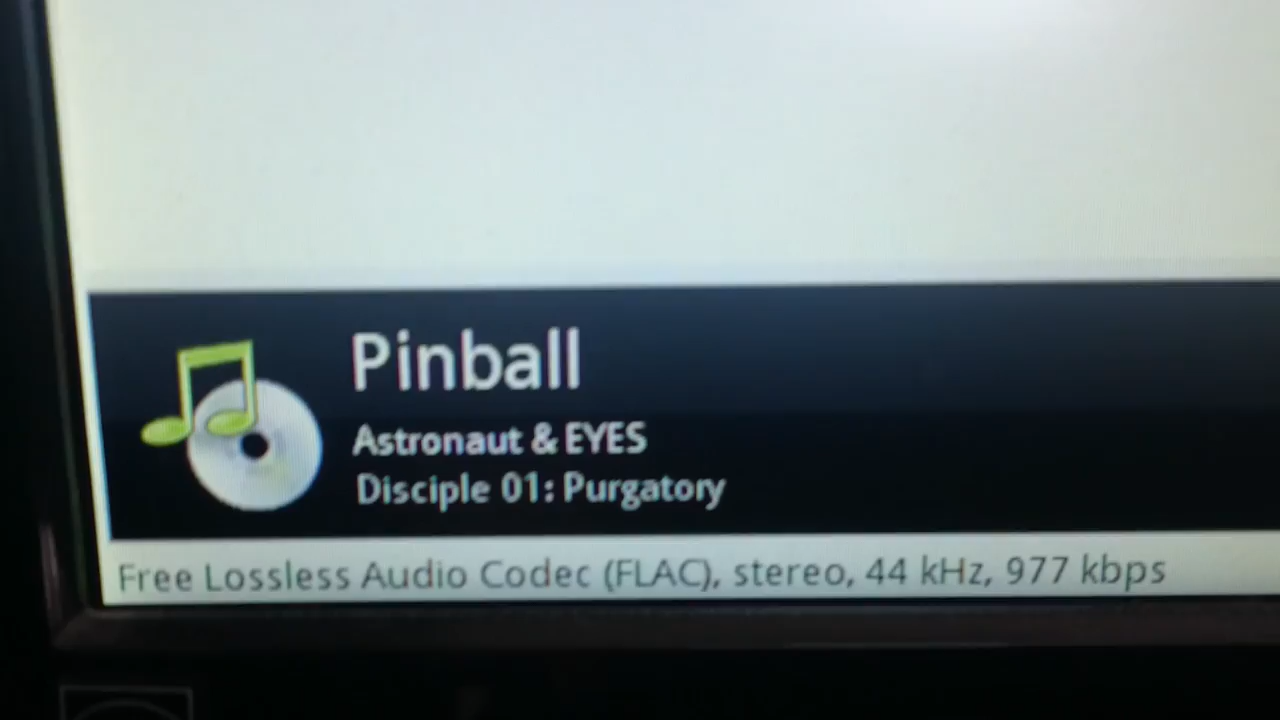 Pinball
Astronaut & EYES
Disciple 01: Purgatory
Free Lossless Audio Codec (FLAC), stereo, 44 kHz, 977 kbps